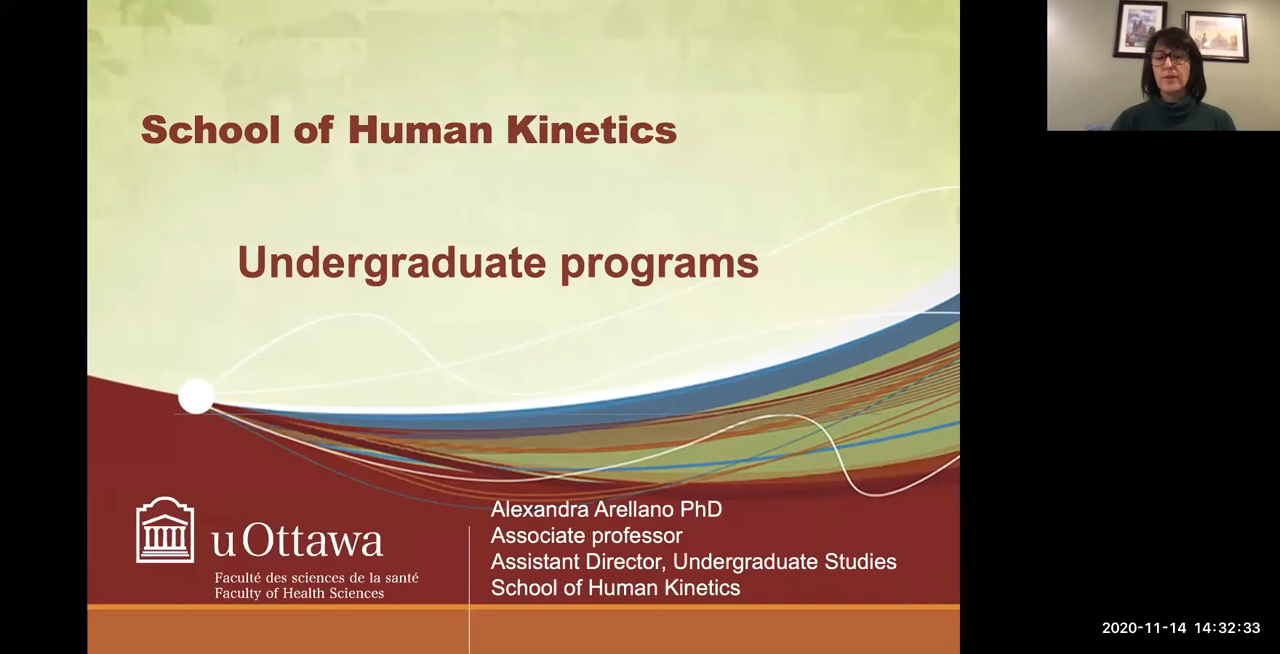 School of Human Kinetics
Undergraduate programs
uOttawa
Faculté des sciences de la santé
Faculty of Health Sciences
Alexandra Arellano PhD
Associate professor
Assistant Director, Undergraduate Studies
School of Human Kinetics
2020-11-14 14:32:33